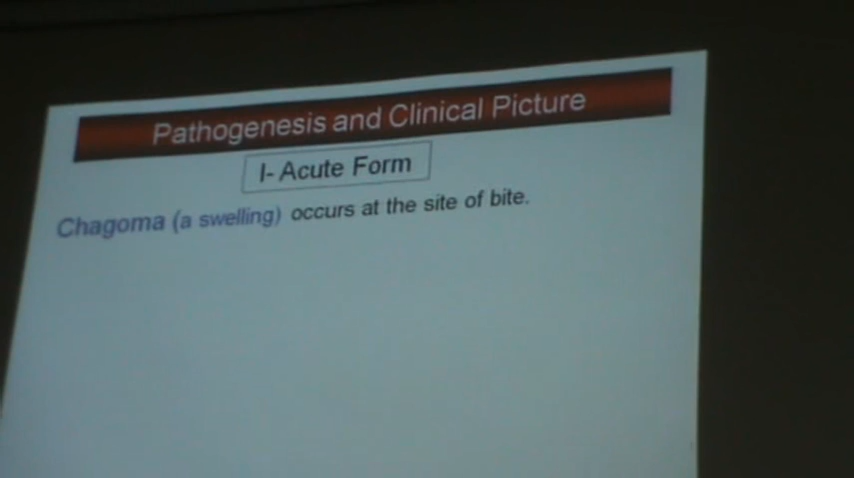 Pathogenesis and Clinical Picture
I- Acute Form
Chagoma (a swelling) occurs at the site of bite.